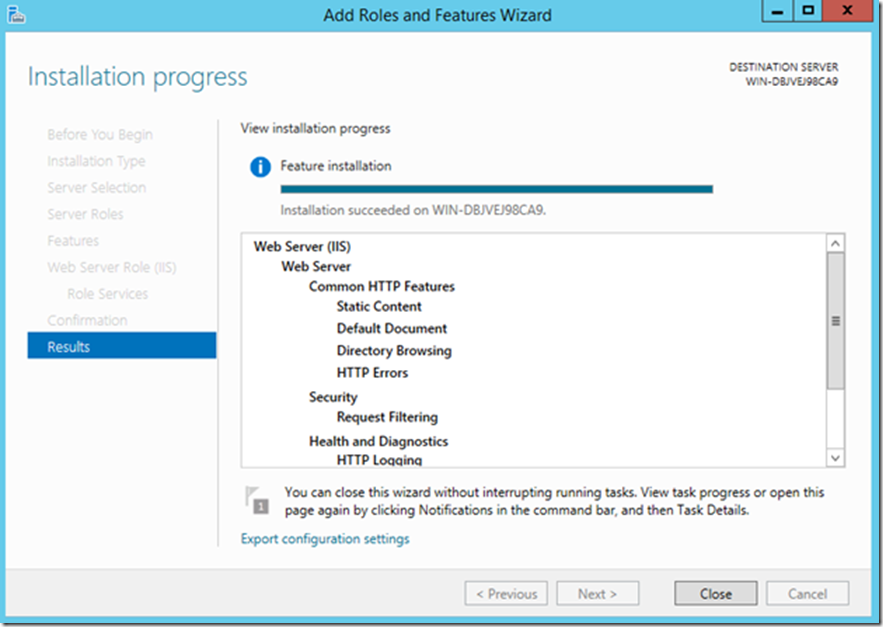 Add Roles and Features Wizard
Installation progress
DESTINATION SERVER
WIN-DBJVEJ98CA9
Before You Begin
Installation Type
Server Selection
Server Roles
Features
Web Server Role (IIS)
Role Services
Confirmation
Results
View installation progress
Feature installation
Installation succeeded on WIN-DBJVEJ98CA9.
Web Server (IIS)
Web Server
Common HTTP Features
Static Content
Default Document
Directory Browsing
HTTP Errors
Security
Request Filtering
Health and Diagnostics
HTTP Logging
1
You can close this wizard without interrupting running tasks. View task progress or open this
page again by clicking Notifications in the command bar, and then Task Details.
Export configuration settings
< Previous
Next >
Close
Cancel